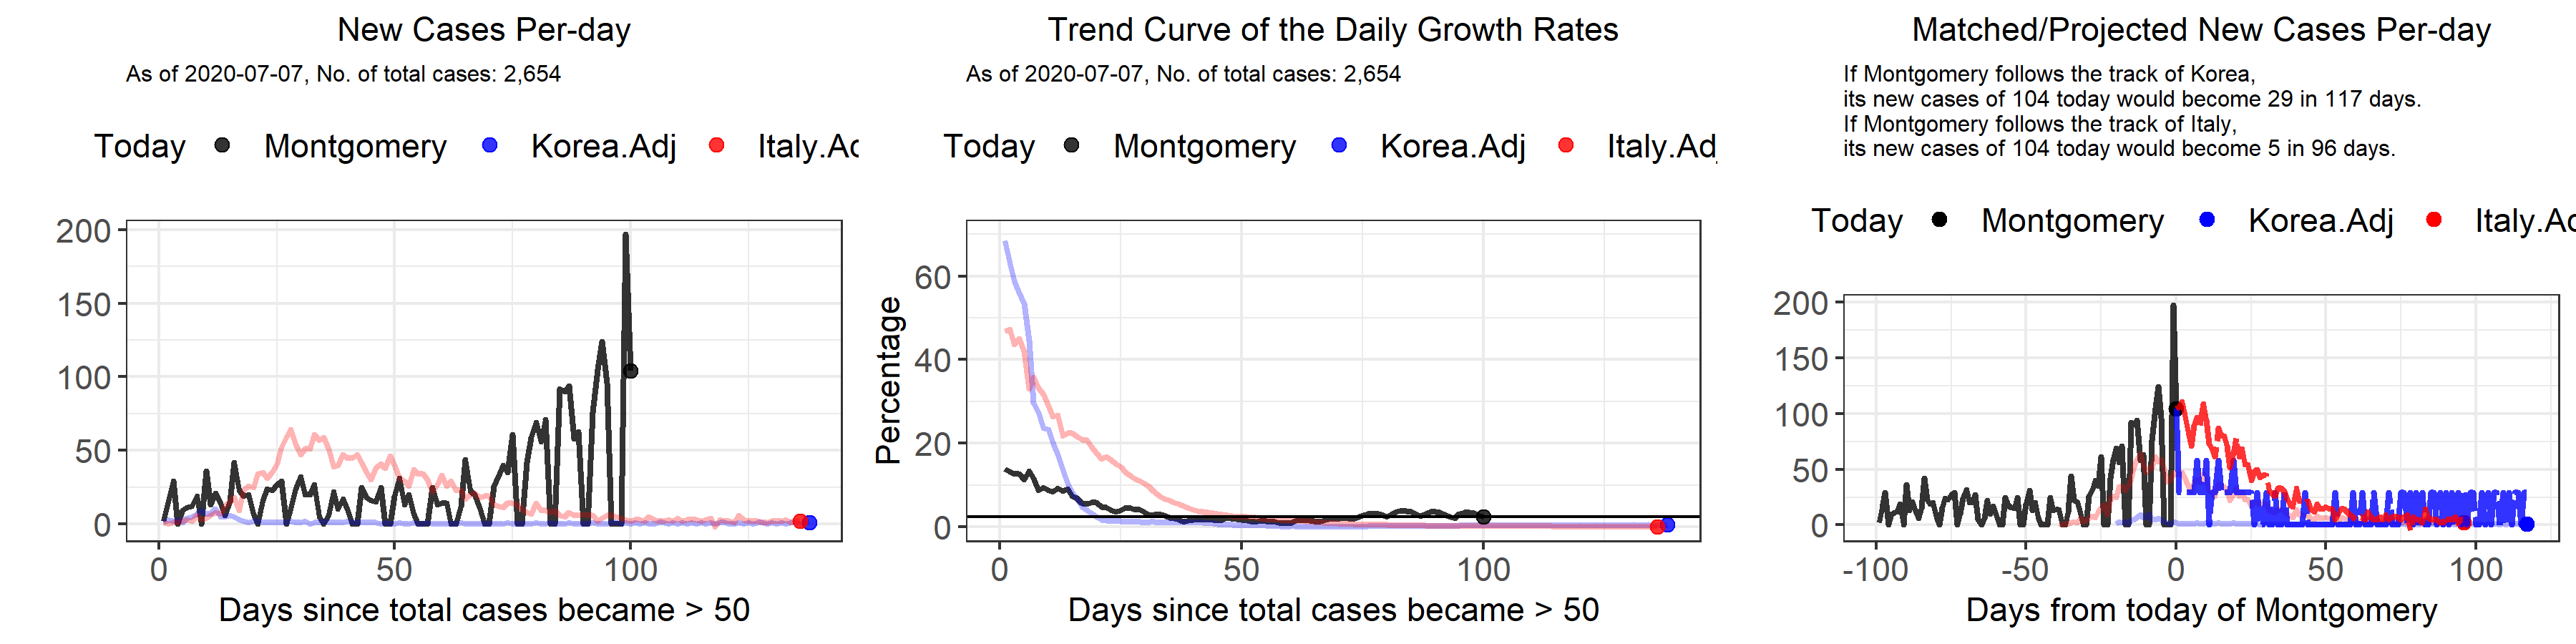 New Cases Per-day
As of 2020-07-07, No. of total cases: 2,654
Today Montgomery Korea.Adj Italy.Ac
200
150
100
50
0
0 50 100
Days since total cases became > 50
Trend Curve of the Daily Growth Rates
As of 2020-07-07, No. of total cases: 2,654
Today Montgomery Korea.Adj Italy.Adj
Percentage
60
40
20
0
0 50 100
Days since total cases became > 50
Matched/Projected New Cases Per-day
If Montgomery follows the track of Korea,
its new cases of 104 today would become 29 in 117 days.
If Montgomery follows the track of Italy,
its new cases of 104 today would become 5 in 96 days.
Today Montgomery Korea.Adj Italy.Ac
200
150
100
50
0
-100 -50 0 50 100
Days from today of Montgomery